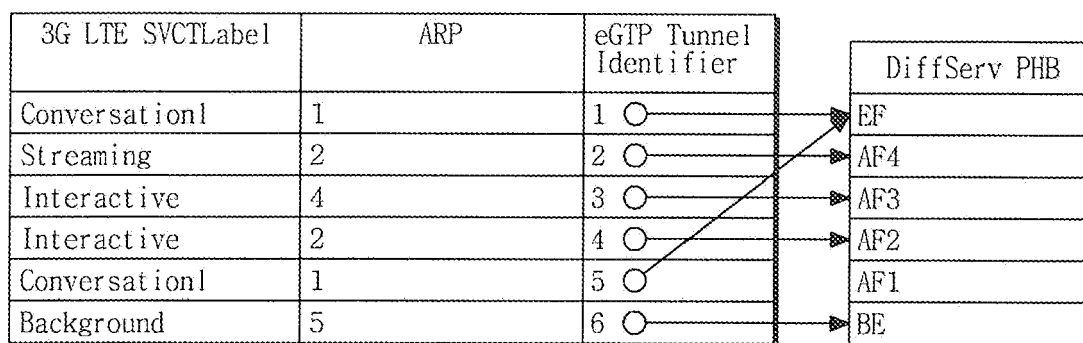 3G LTE SVCTLabel ARP eGTP Tunnel Identifier DiffServ PHB
Conversationl 1 1 EF
Streaming 2 2 AF4
Interactive 4 3 AF3
Interactive 2 4 AF2
Conversationl 1 5 AF1
Background 5 6 BE